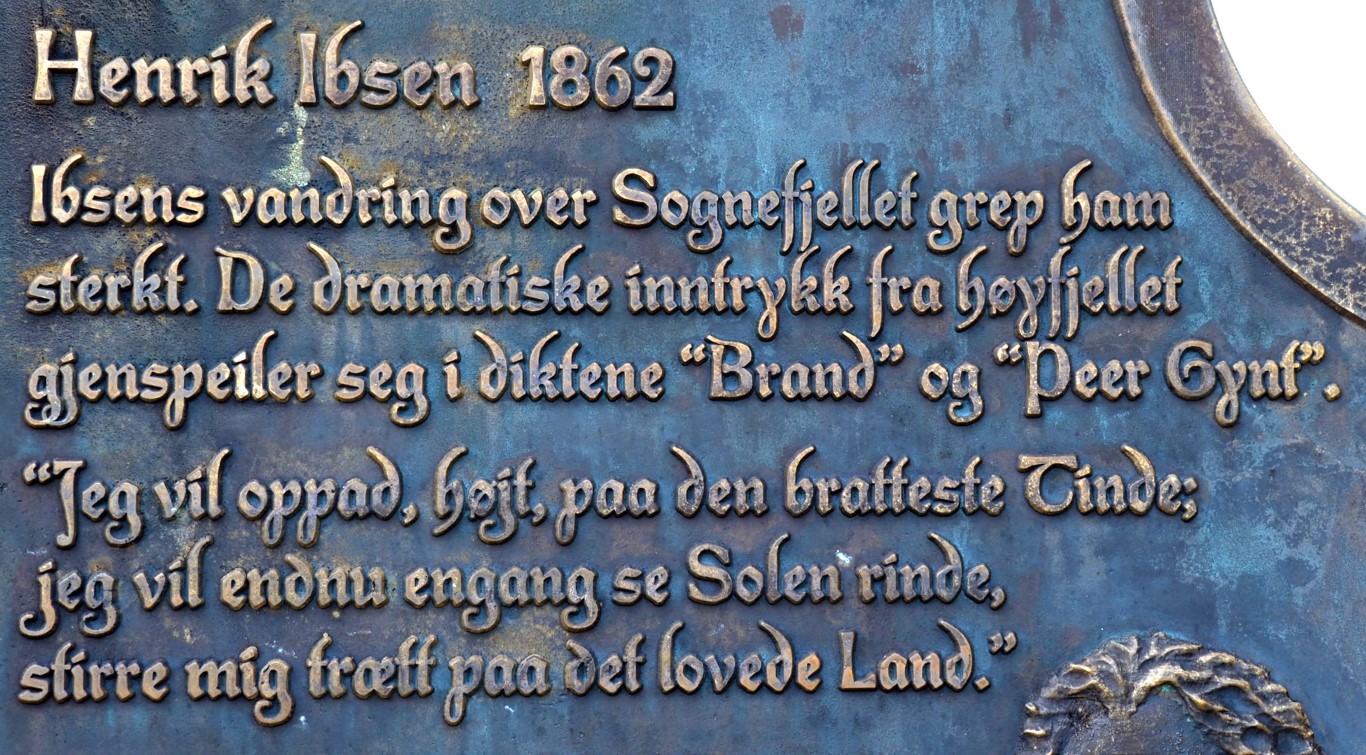 Henrik Ibsen 1862
Ibsens vandring over Sognefjellet grep ham
sterkt. De dramatiske inntrykk fra høyfjellet
gjenspeiler seg i diktene “Brand” og “Peer Gynt”.
“Jeg vil oppad, højt, paa den bratteste Tinde;
jeg vil endnu engang se Solen rinde,
stirre mig trætt paa det lovede Land.”